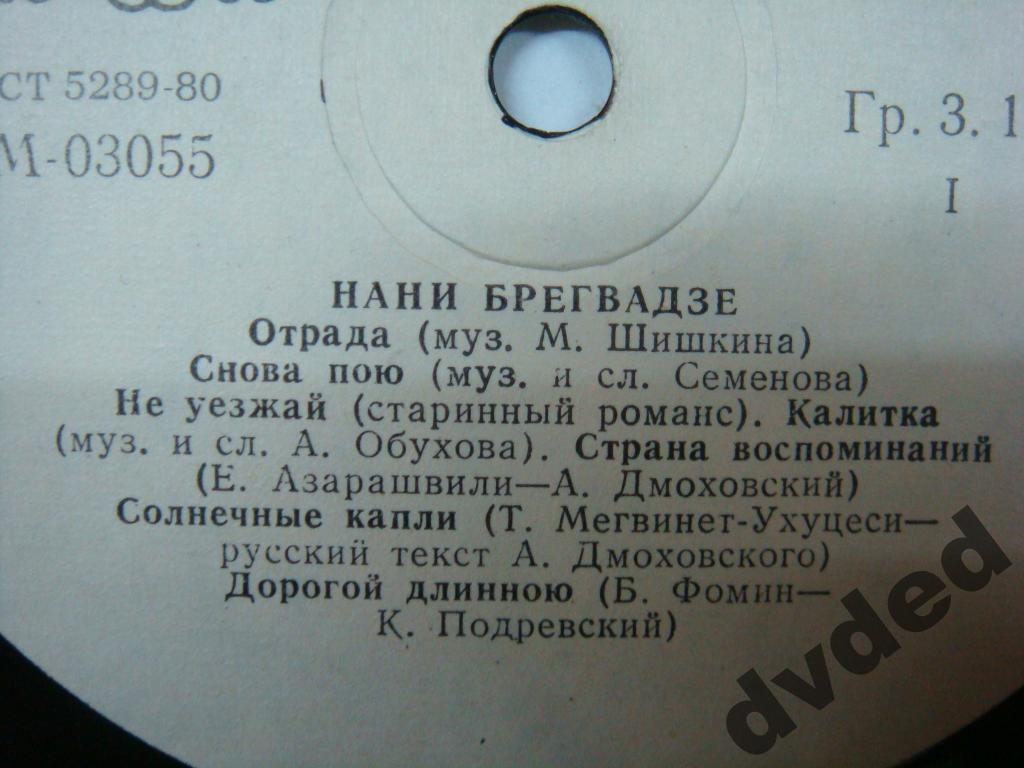 СТ 5289-80
М-03055
Гр. 3. 1
I
НАНИ БРЕГВАДЗЕ
Отрада (муз. М. Шишкина)
Снова пою (муз. и сл. Семенова)
Не уезжай (старинный романс). Калитка
(муз. и сл. А. Обухова). Страна воспоминаний
(Е. Азарашвили—А. Дмоховский)
Солнечные капли (Т. Мегвинет-Ухуцеси—
русский текст А. Дмоховского)
Дорогой длинною (Б. Фомин—
К. Подревский)
dvded